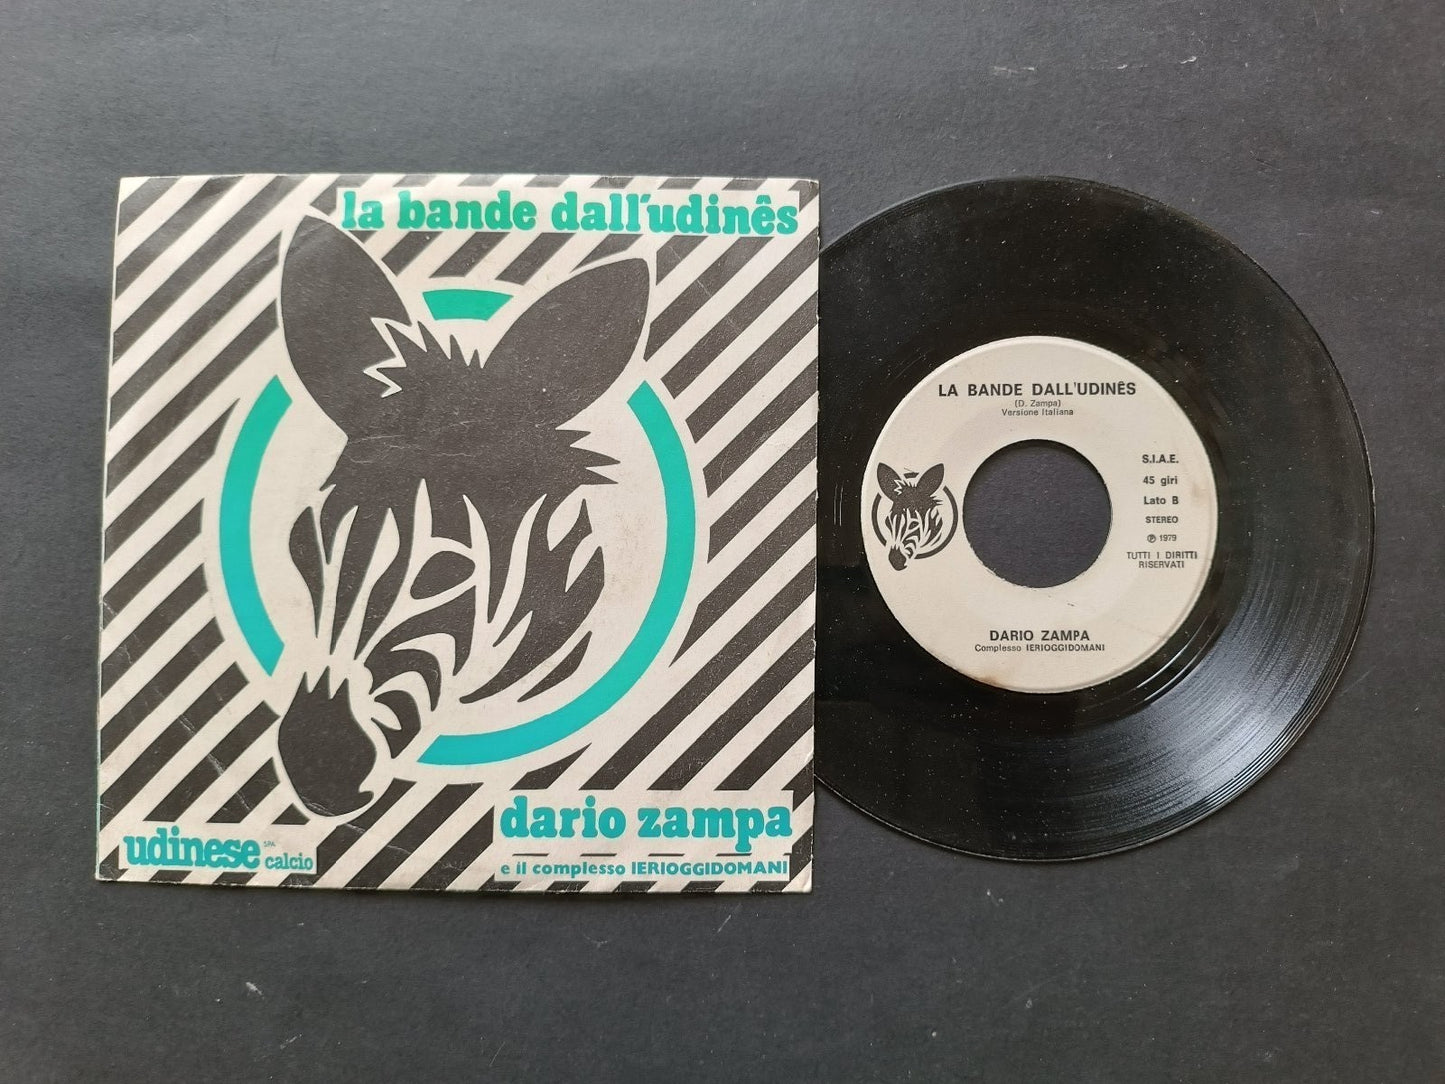 la bande dall'udinês
dario zampa
e il complesso IERIOGGIDOMANI
udinese SPA calcio
LA BANDE DALL'UDINÊS
(D. Zampa)
Versione Italiana
S.I.A.E.
45 giri
Lato B
STEREO
℗ 1979
TUTTI I DIRITTI
RISERVATI
DARIO ZAMPA
Complesso IERIOGGIDOMANI